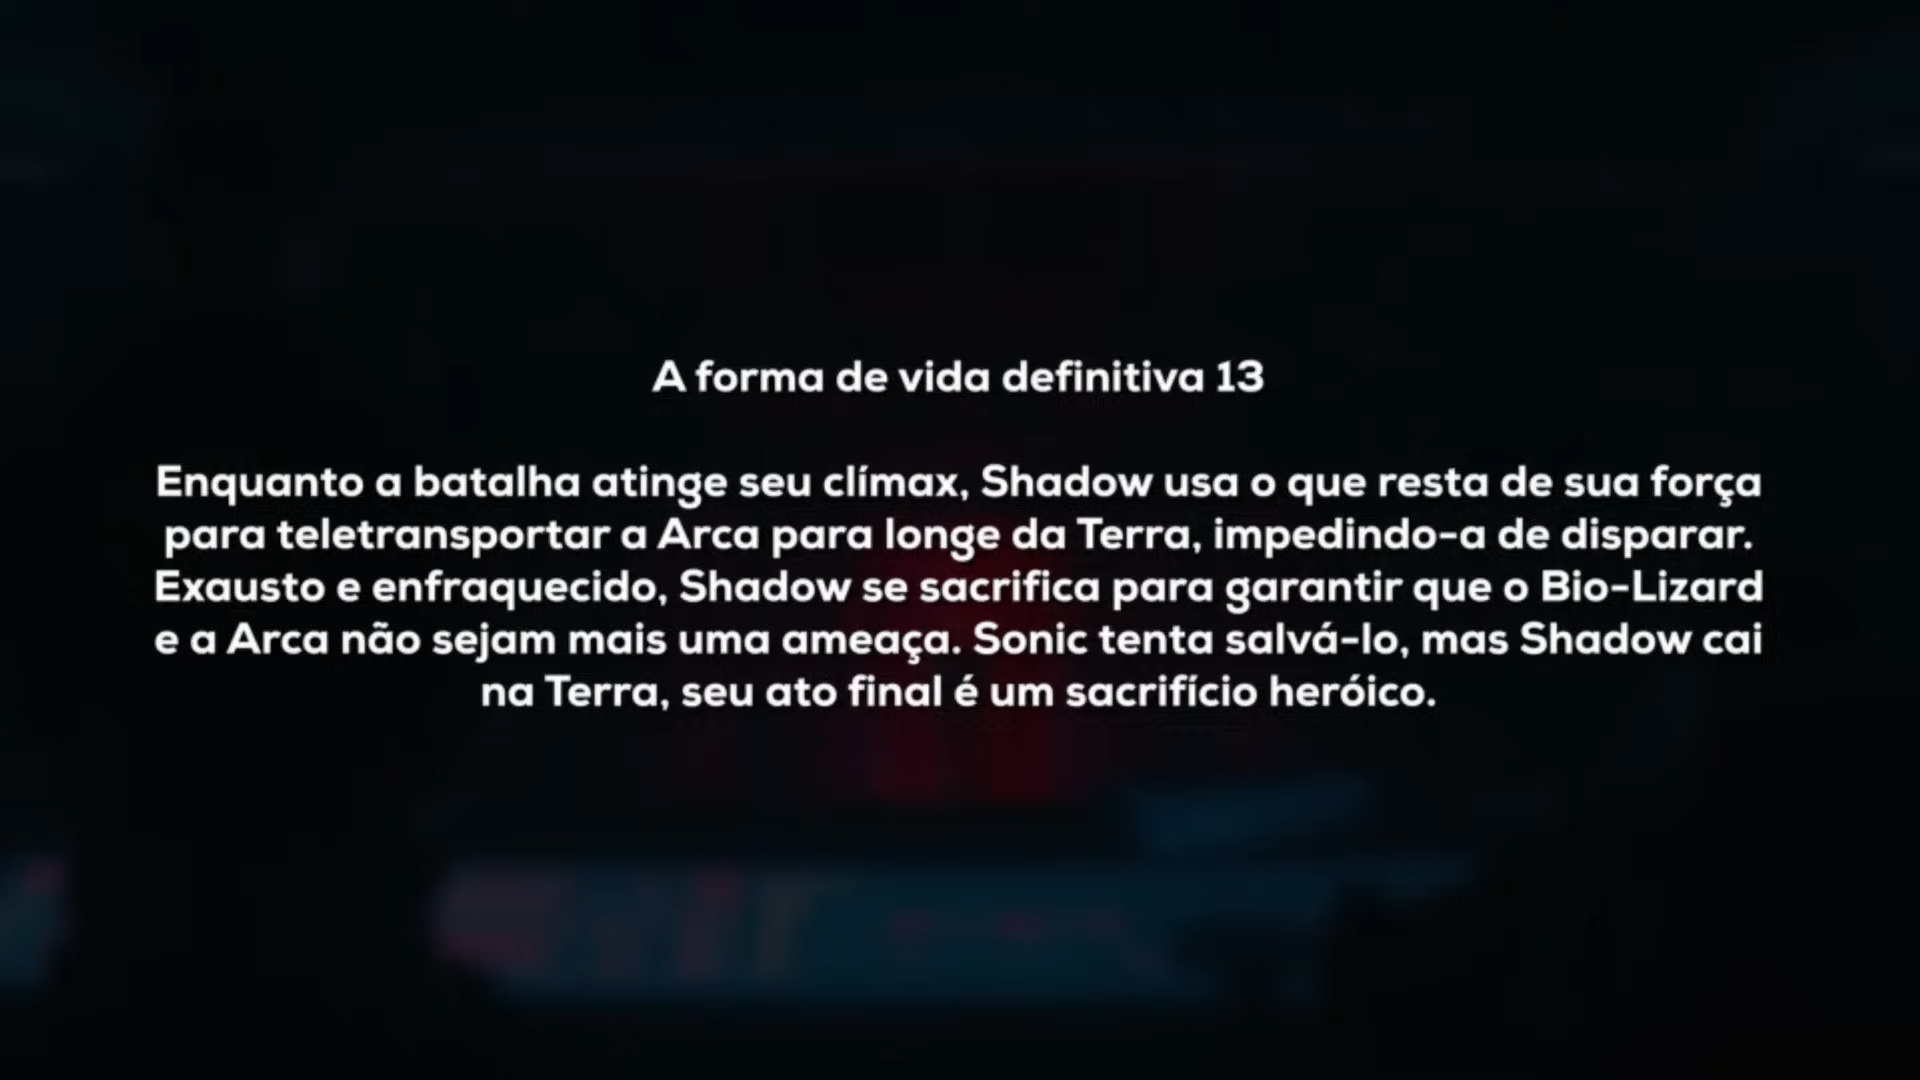 A forma de vida definitiva 13
Enquanto a batalha atinge seu clímax, Shadow usa o que resta de sua força
para teletransportar a Arca para longe da Terra, impedindo-a de disparar.
Exausto e enfraquecido, Shadow se sacrifica para garantir que o Bio-Lizard
e a Arca não sejam mais uma ameaça. Sonic tenta salvá-lo, mas Shadow cai
na Terra, seu ato final é um sacrifício heróico.